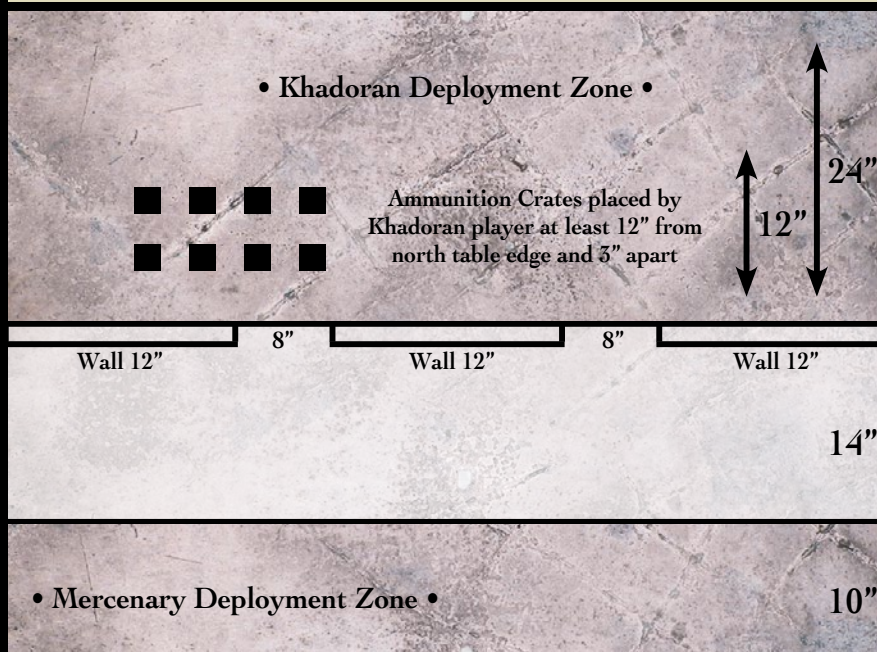 • Khadoran Deployment Zone •
24”
Ammunition Crates placed by
Khadoran player at least 12” from
north table edge and 3” apart
12”
8”
8”
Wall 12”
Wall 12”
Wall 12”
14”
• Mercenary Deployment Zone •
10”